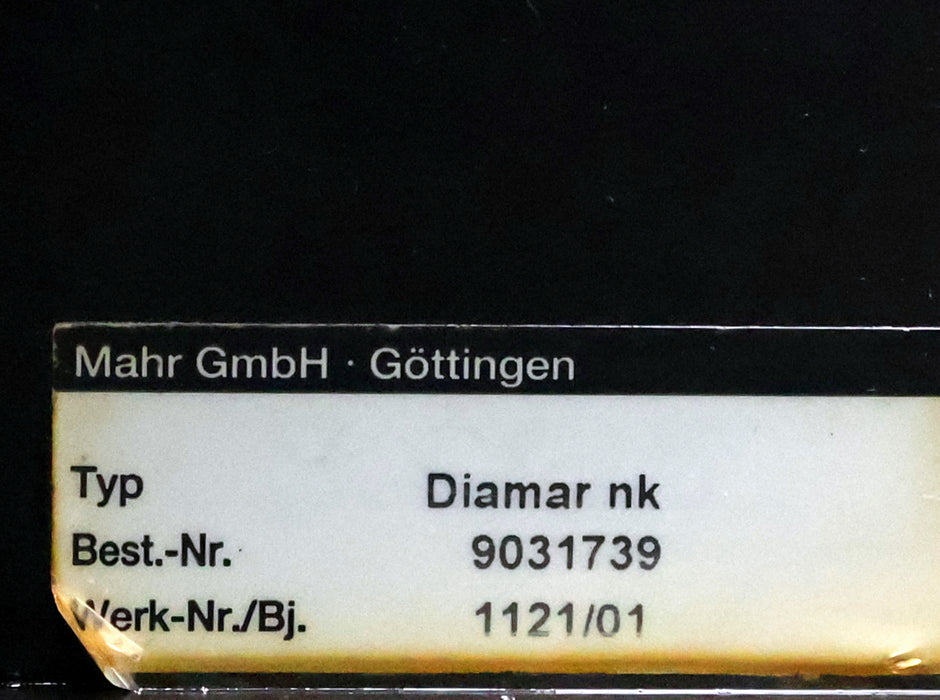 Mahr GmbH · Göttingen
Typ Diamar nk
Best.-Nr. 9031739
Werk-Nr./Bj. 1121/01